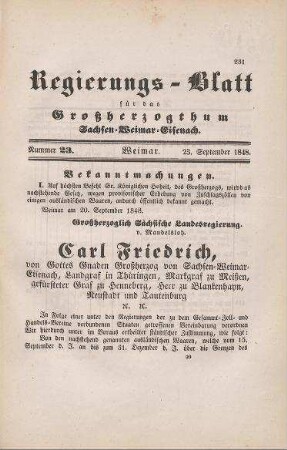 231
Regierungs-Blatt
für das
Großherzogthum
Sachsen-Weimar-Eisenach.
Nummer 23. Weimar. 23. September 1848.
Bekanntmachungen.
I. Auf höchsten Befehl Sr. Königlichen Hoheit, des Großherzogs, wird das
nachstehende Gesetz, wegen provisorischer Erhebung von Zuschlagszöllen von
einigen ausländischen Waaren, andurch öffentlich bekannt gemacht.
Weimar am 20. September 1848.
Großherzoglich Sächsische Landesregierung.
v. Mandelsloh.
Carl Friedrich,
von Gottes Gnaden Großherzog von Sachsen-Weimar-
Eisenach, Landgraf in Thüringen, Markgraf zu Meißen,
gefürsteter Graf zu Henneberg, Herr zu Blankenhayn,
Neustadt und Tautenburg
In Folge einer unter den Regierungen der zu dem Gesammt-Zoll- und
Handels-Vereine verbundenen Staaten getroffenen Vereinbarung verordnen
Wir hierdurch unter im Voraus ertheilter ständischer Zustimmung, wie folgt:
Von den nachstehend genannten ausländischen Waaren, welche vom 15.
September d. J. an bis zum 31. Dezember d. J. über die Grenzen des